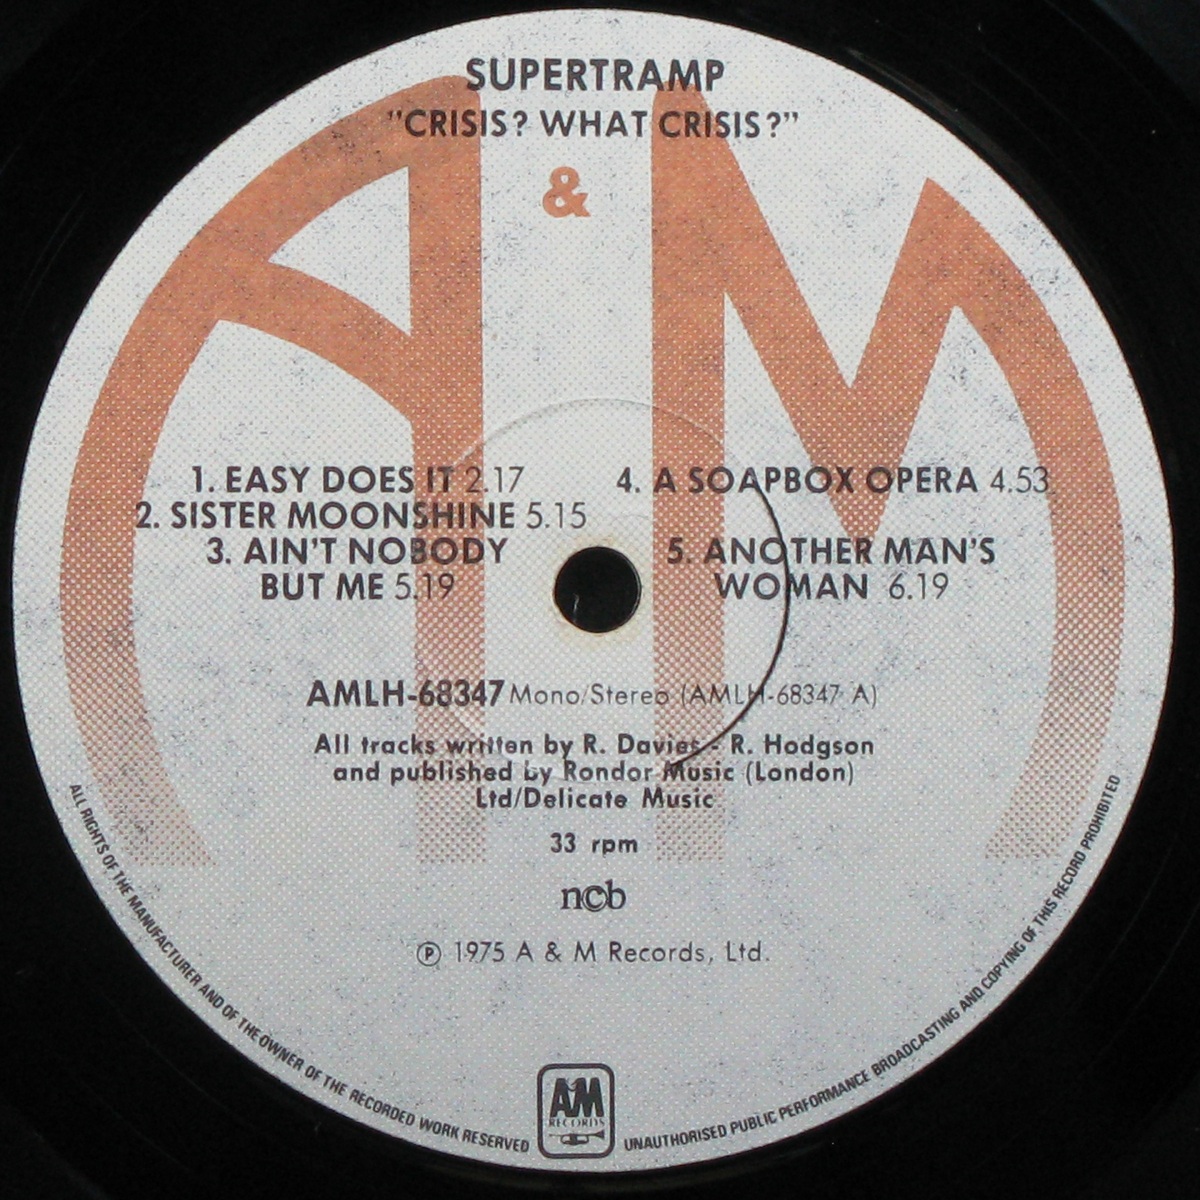 SUPERTRAMP
"CRISIS? WHAT CRISIS?"
A & M
1. EASY DOES IT 2.17
2. SISTER MOONSHINE 5.15
3. AIN'T NOBODY
BUT ME 5.19
4. A SOAPBOX OPERA 4.53
5. ANOTHER MAN'S
WOMAN 6.19
AMLH-68347 Mono/Stereo (AMLH-68347 A)
All tracks written by R. Davies - R. Hodgson
and published by Rondor Music (London)
Ltd/Delicate Music
33 rpm
ncb
Ⓟ 1975 A & M Records, Ltd.
ALL RIGHTS OF THE MANUFACTURER AND OF THE OWNER OF THE RECORDED WORK RESERVED
A&M
RECORDS
UNAUTHORISED PUBLIC PERFORMANCE BROADCASTING AND COPYING OF THIS RECORD PROHIBITED